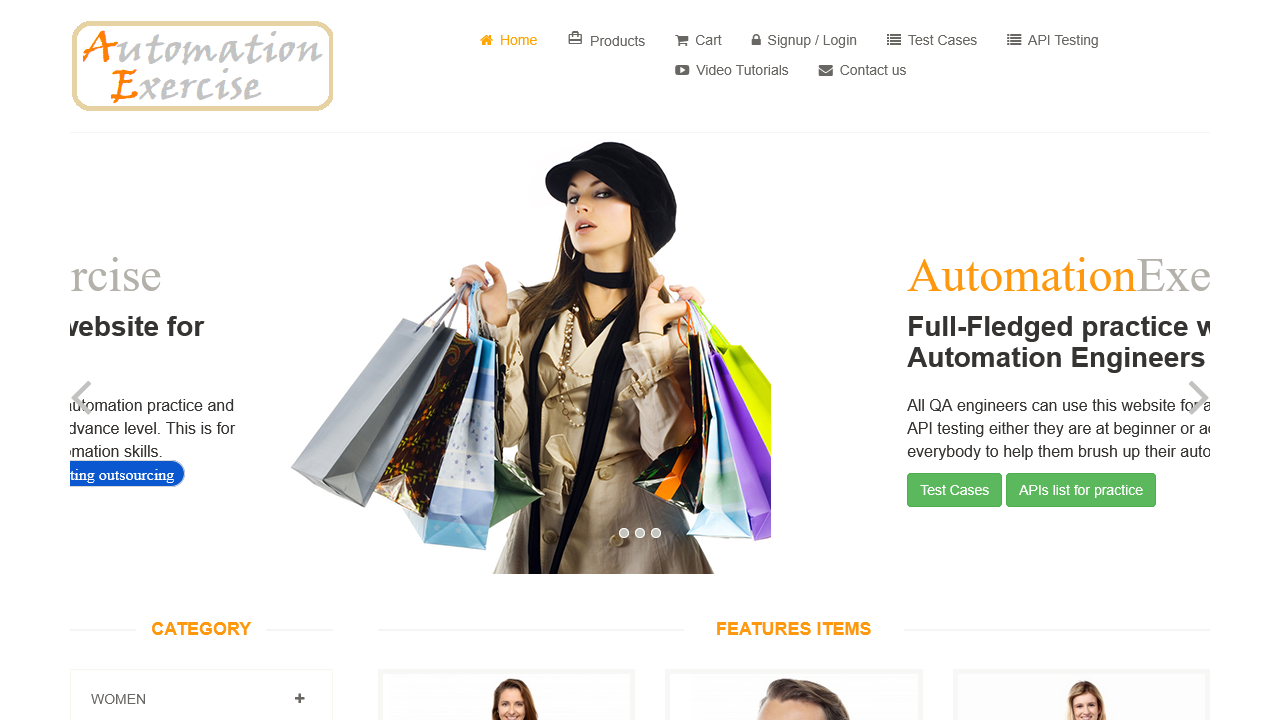 Automation
Exercise
Home
Products
Cart
Signup / Login
Test Cases
API Testing
Video Tutorials
Contact us
rcise
website for
utomation practice and
dvance level. This is for
omation skills.
ting outsourcing
AutomationExe
Full-Fledged practice w
Automation Engineers
All QA engineers can use this website for a
API testing either they are at beginner or ad
everybody to help them brush up their auto
Test Cases
APIs list for practice
CATEGORY
FEATURES ITEMS
WOMEN